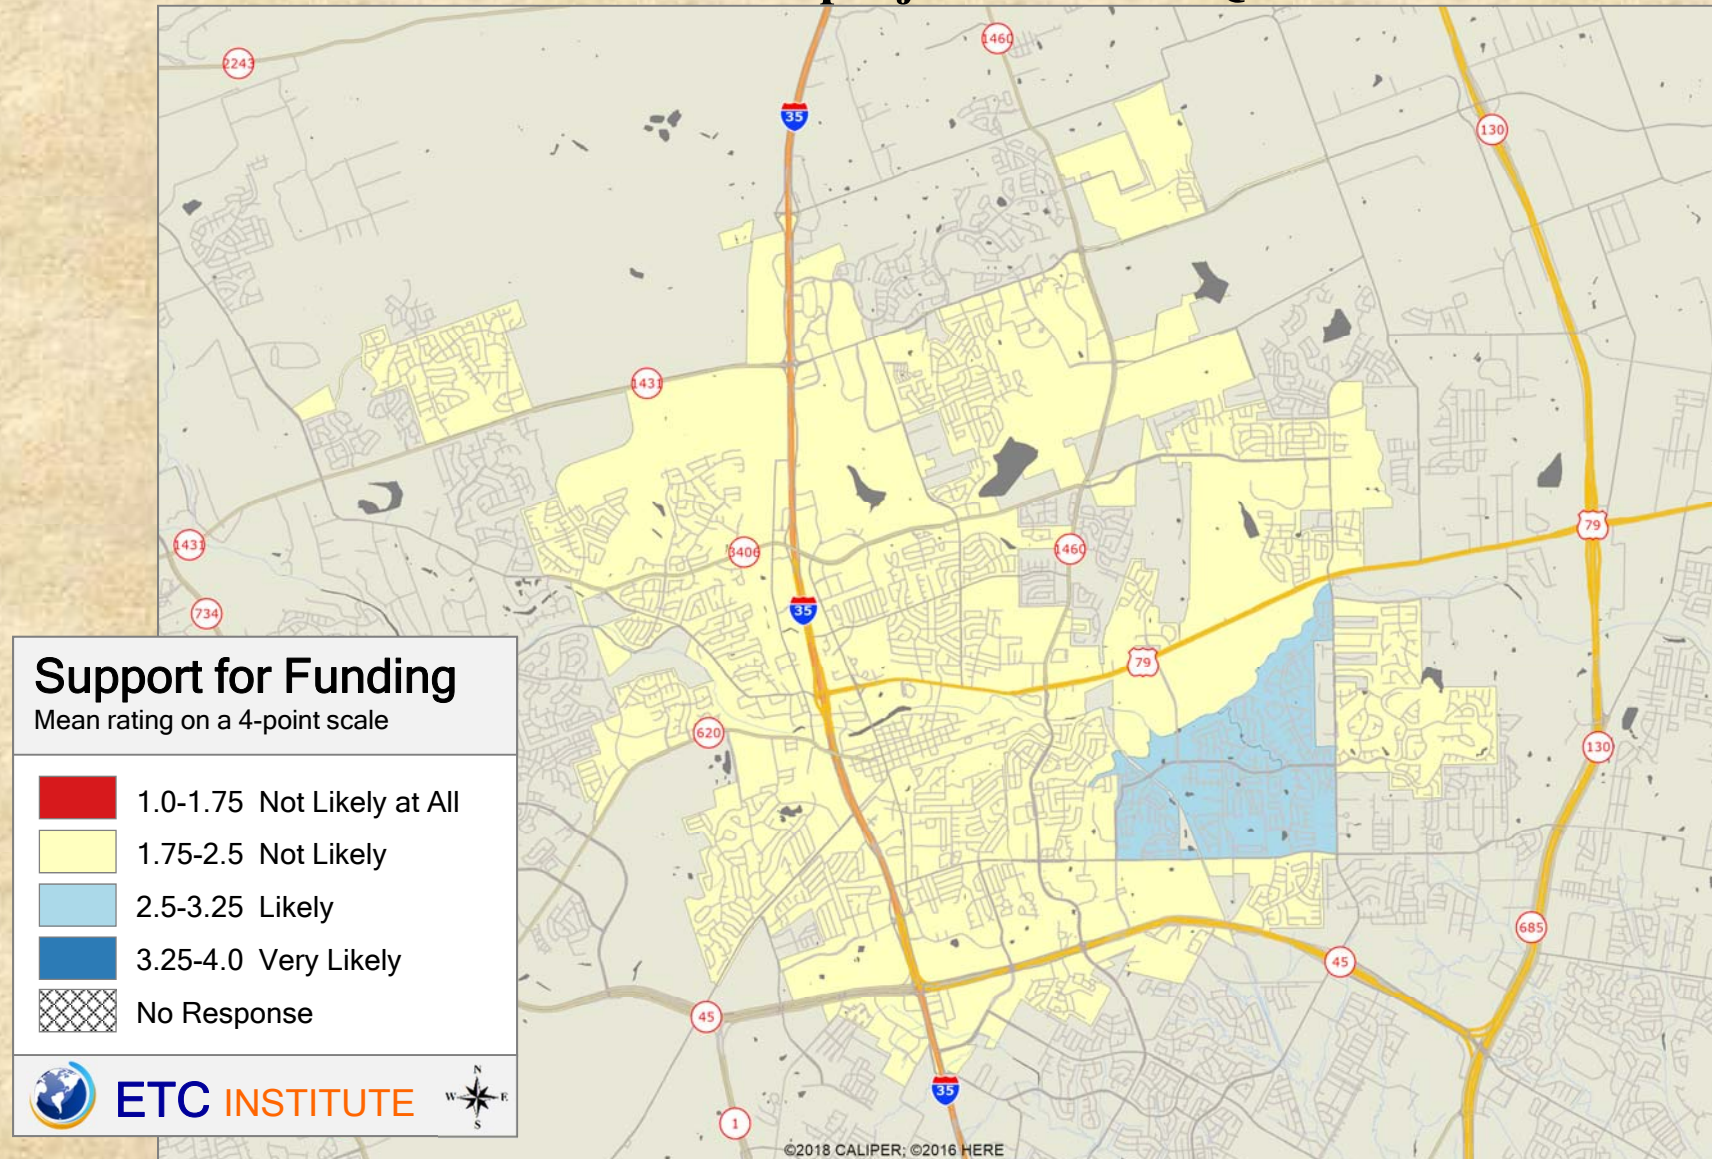 2243
1460
35
130
1431
79
3406
1431
1460
35
734
79
620
130
685
45
45
35
1
Support for Funding
Mean rating on a 4-point scale
1.0-1.75 Not Likely at All
1.75-2.5 Not Likely
2.5-3.25 Likely
3.25-4.0 Very Likely
No Response
ETC INSTITUTE
N
W E
S
©2018 CALIPER; ©2016 HERE